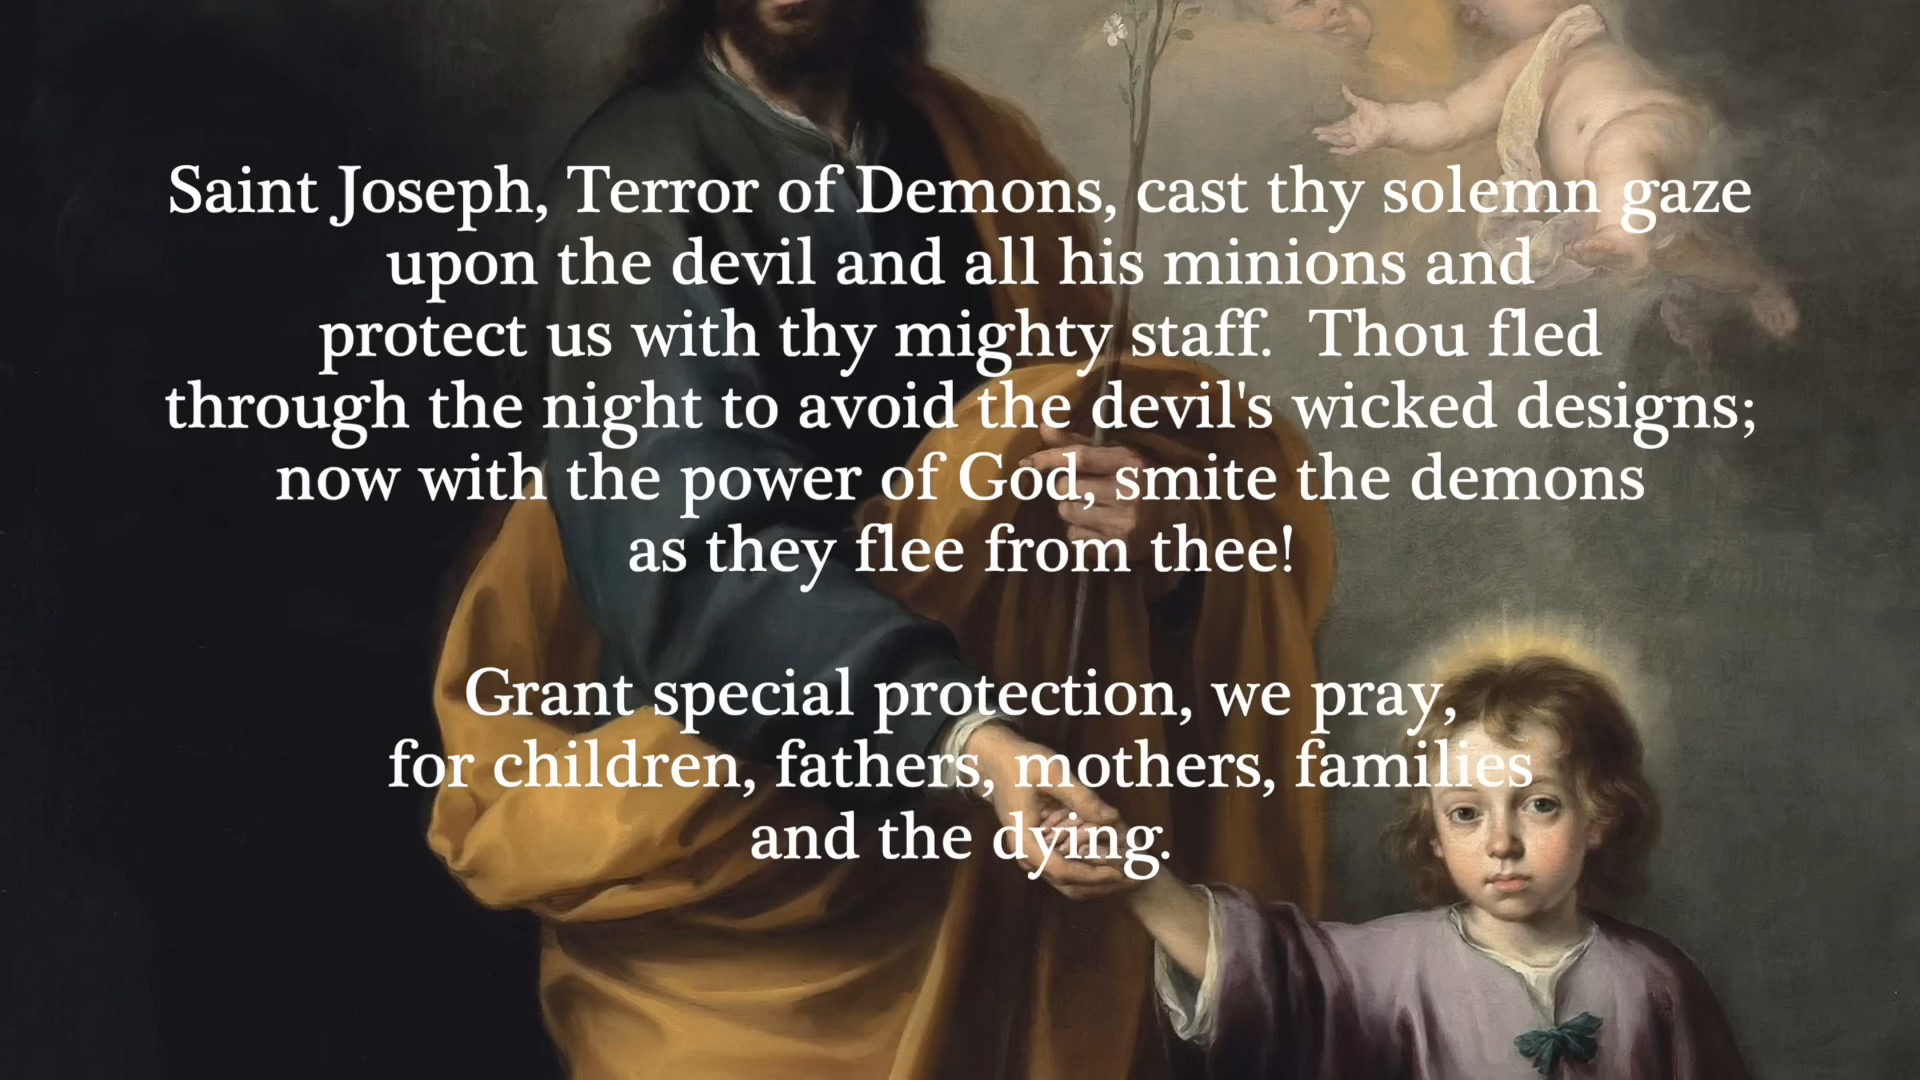 Saint Joseph, Terror of Demons, cast thy solemn gaze
upon the devil and all his minions and
protect us with thy mighty staff.  Thou fled
through the night to avoid the devil's wicked designs;
now with the power of God, smite the demons
as they flee from thee!
Grant special protection, we pray,
for children, fathers, mothers, families
and the dying.